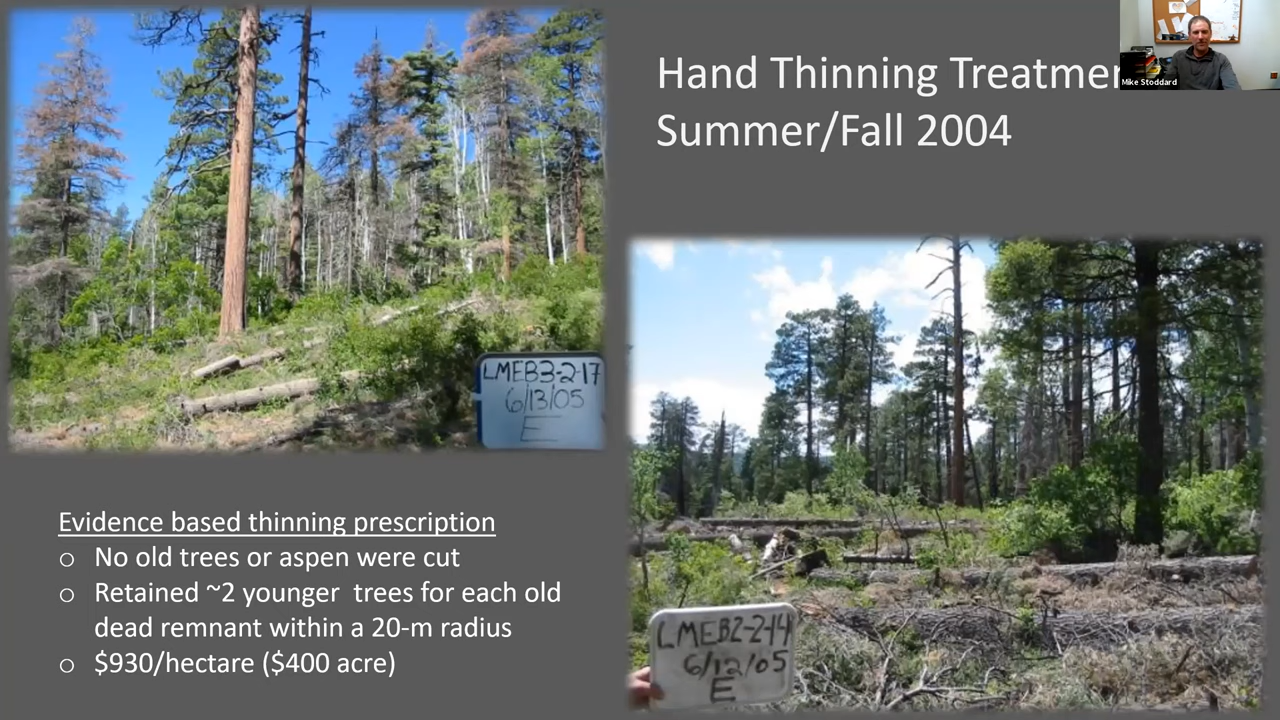 Hand Thinning Treatmen
Summer/Fall 2004
Mike Stoddard
LMEB3-2-17
6/13/05
E
Evidence based thinning prescription
o No old trees or aspen were cut
o Retained ~2 younger  trees for each old
dead remnant within a 20-m radius
o $930/hectare ($400 acre)
LMEB2-2-14
6/12/05
E